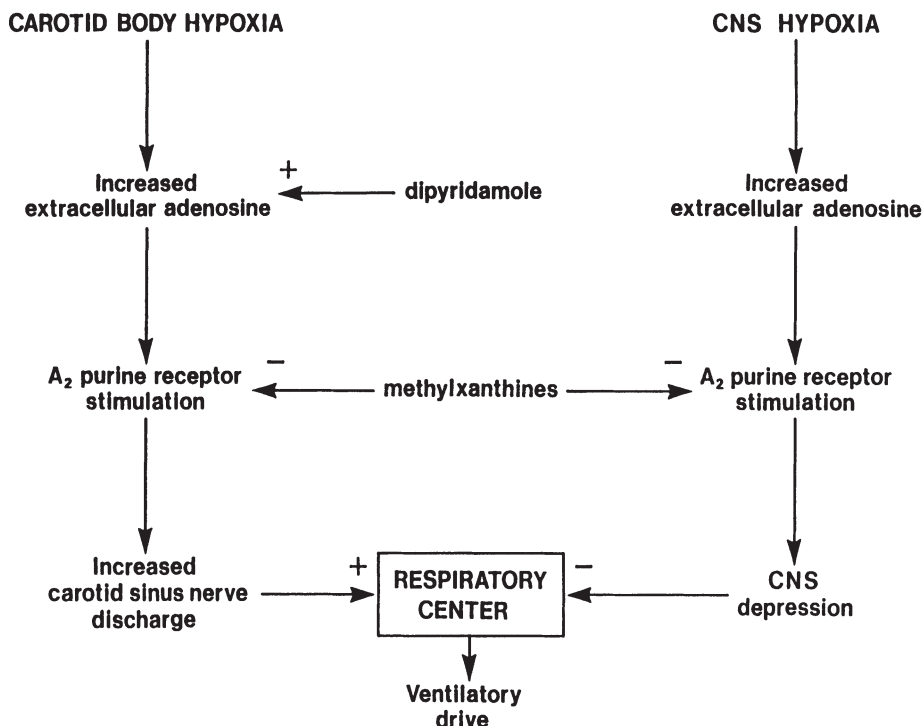 CAROTID BODY HYPOXIA
CNS HYPOXIA
Increased
extracellular adenosine
+
dipyridamole
Increased
extracellular adenosine
A₂ purine receptor
stimulation
−
methylxanthines
−
A₂ purine receptor
stimulation
Increased
carotid sinus nerve
discharge
+
RESPIRATORY
CENTER
−
CNS
depression
Ventilatory
drive